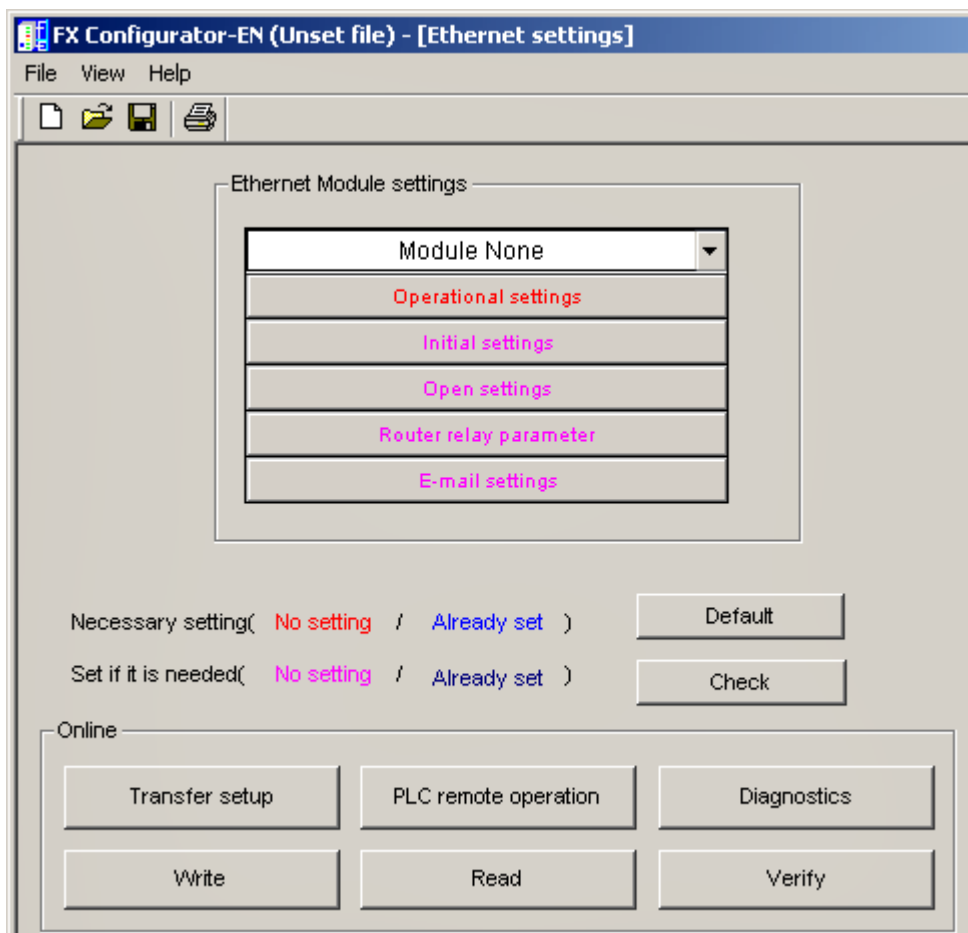 FX Configurator-EN (Unset file) - [Ethernet settings]
File View Help
Ethernet Module settings
Module None
Operational settings
Initial settings
Open settings
Router relay parameter
E-mail settings
Necessary setting( No setting / Already set ) Default
Set if it is needed( No setting / Already set ) Check
Online
Transfer setup PLC remote operation Diagnostics
Write Read Verify